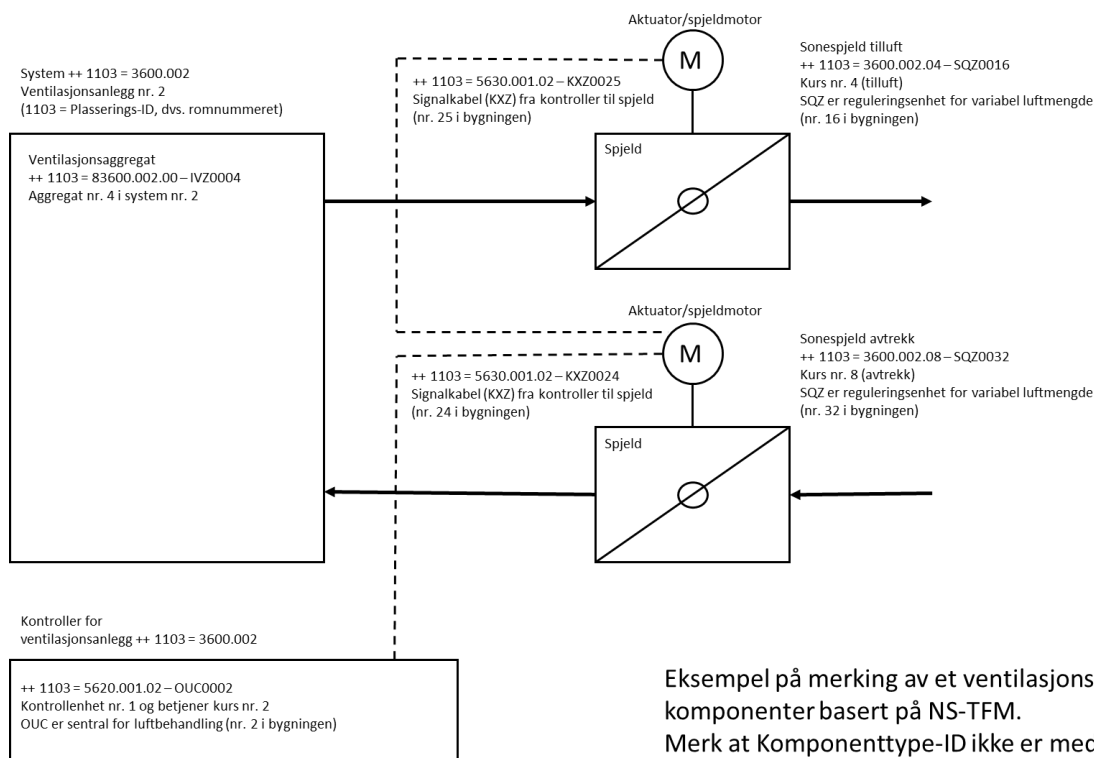 System ++ 1103 = 3600.002
Ventilasjonsanlegg nr. 2
(1103 = Plasserings-ID, dvs. romnummeret)
Ventilasjonsaggregat
++ 1103 = 83600.002.00 – IVZ0004
Aggregat nr. 4 i system nr. 2
++ 1103 = 5630.001.02 – KXZ0025
Signalkabel (KXZ) fra kontroller til spjeld
(nr. 25 i bygningen)
Aktuator/spjeldmotor
M
Spjeld
Sonespjeld tilluft
++ 1103 = 3600.002.04 – SQZ0016
Kurs nr. 4 (tilluft)
SQZ er reguleringsenhet for variabel luftmengde
(nr. 16 i bygningen)
++ 1103 = 5630.001.02 – KXZ0024
Signalkabel (KXZ) fra kontroller til spjeld
(nr. 24 i bygningen)
Aktuator/spjeldmotor
M
Spjeld
Sonespjeld avtrekk
++ 1103 = 3600.002.08 – SQZ0032
Kurs nr. 8 (avtrekk)
SQZ er reguleringsenhet for variabel luftmengde
(nr. 32 i bygningen)
Kontroller for
ventilasjonsanlegg ++ 1103 = 3600.002
++ 1103 = 5620.001.02 – OUC0002
Kontrollenhet nr. 1 og betjener kurs nr. 2
OUC er sentral for luftbehandling (nr. 2 i bygningen)
Eksempel på merking av et ventilasjons
komponenter basert på NS-TFM.
Merk at Komponenttype-ID ikke er med